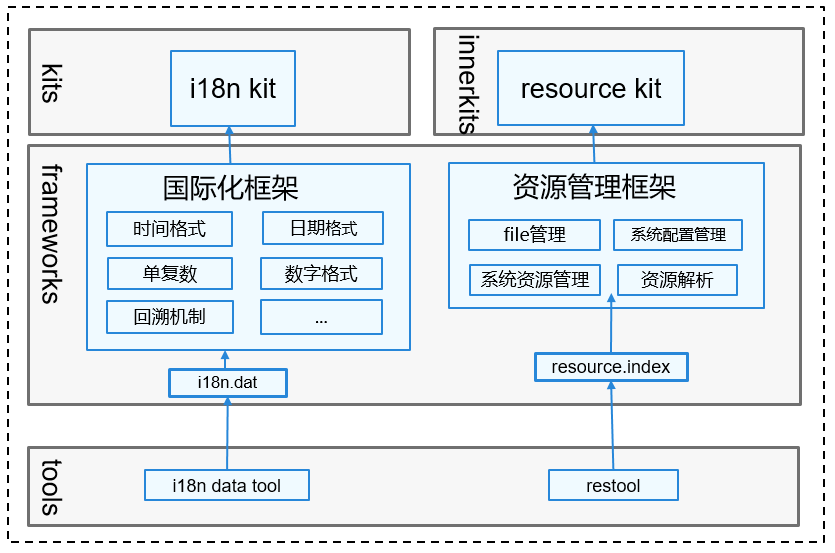 kits
i18n kit
innerkits
resource kit
frameworks
国际化框架
时间格式
日期格式
单复数
数字格式
回溯机制
...
i18n.dat
资源管理框架
file管理
系统配置管理
系统资源管理
资源解析
resource.index
tools
i18n data tool
restool